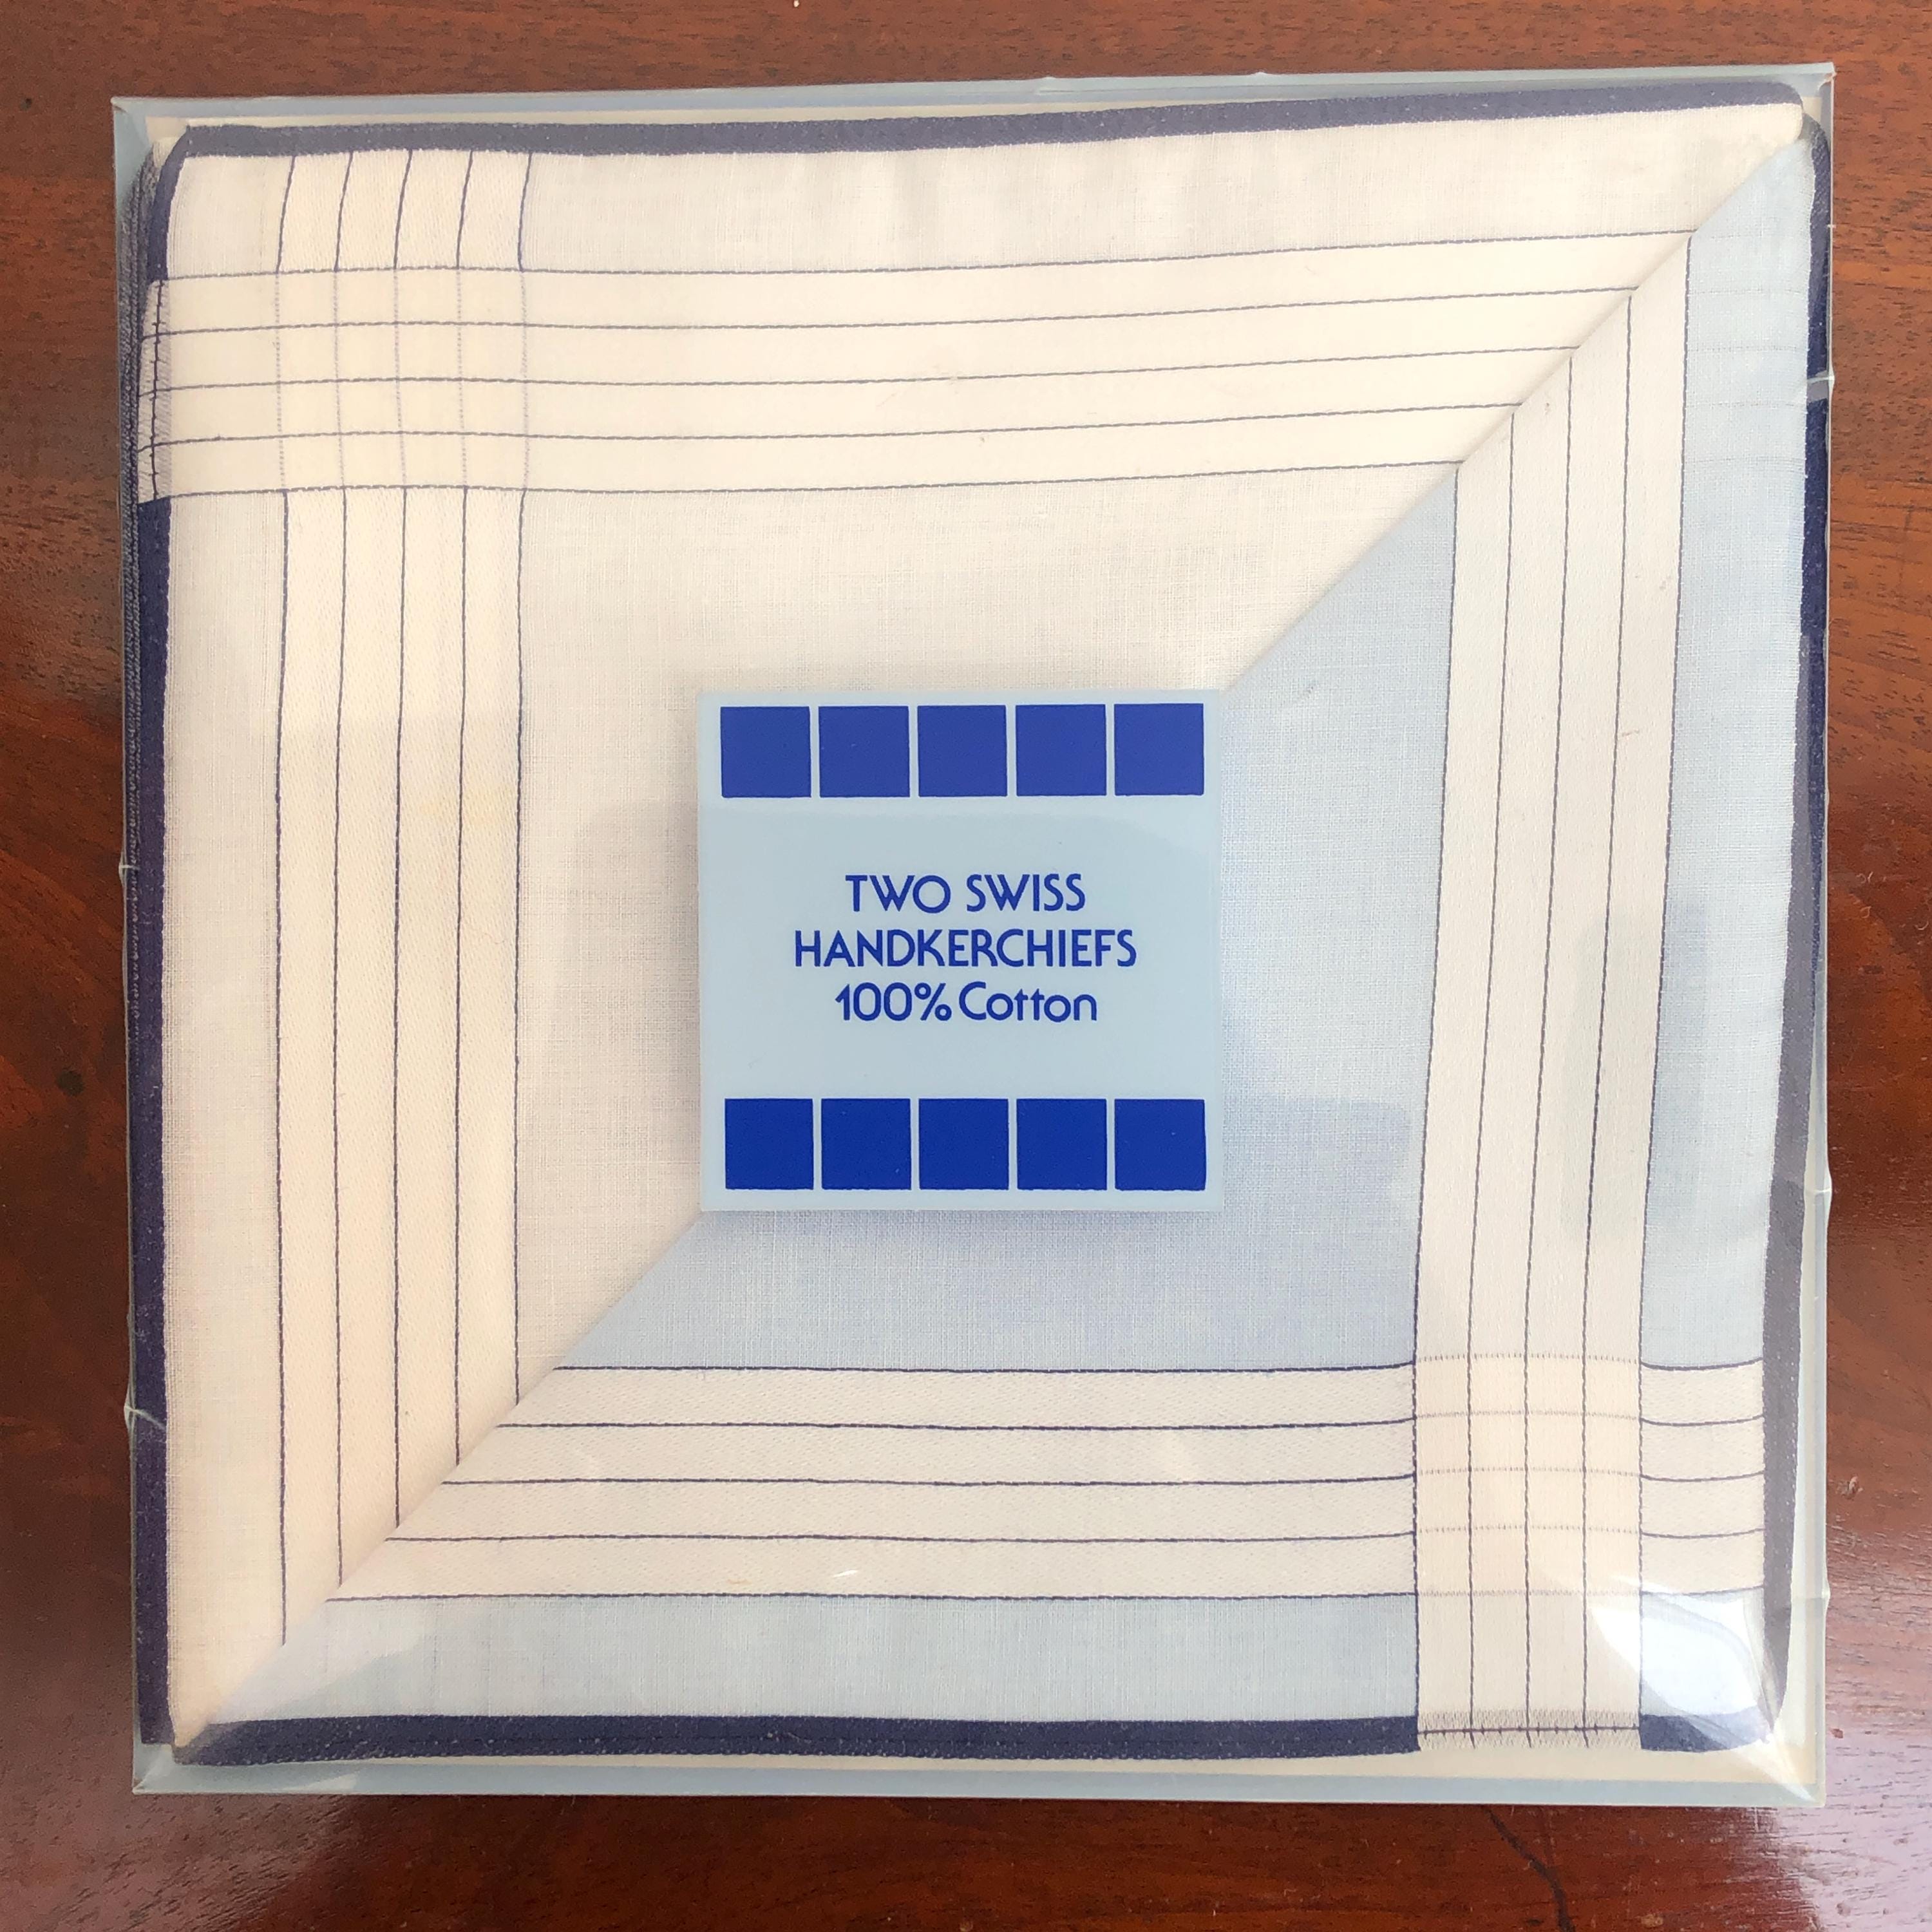 TWO SWISS
HANDKERCHIEFS
100% Cotton